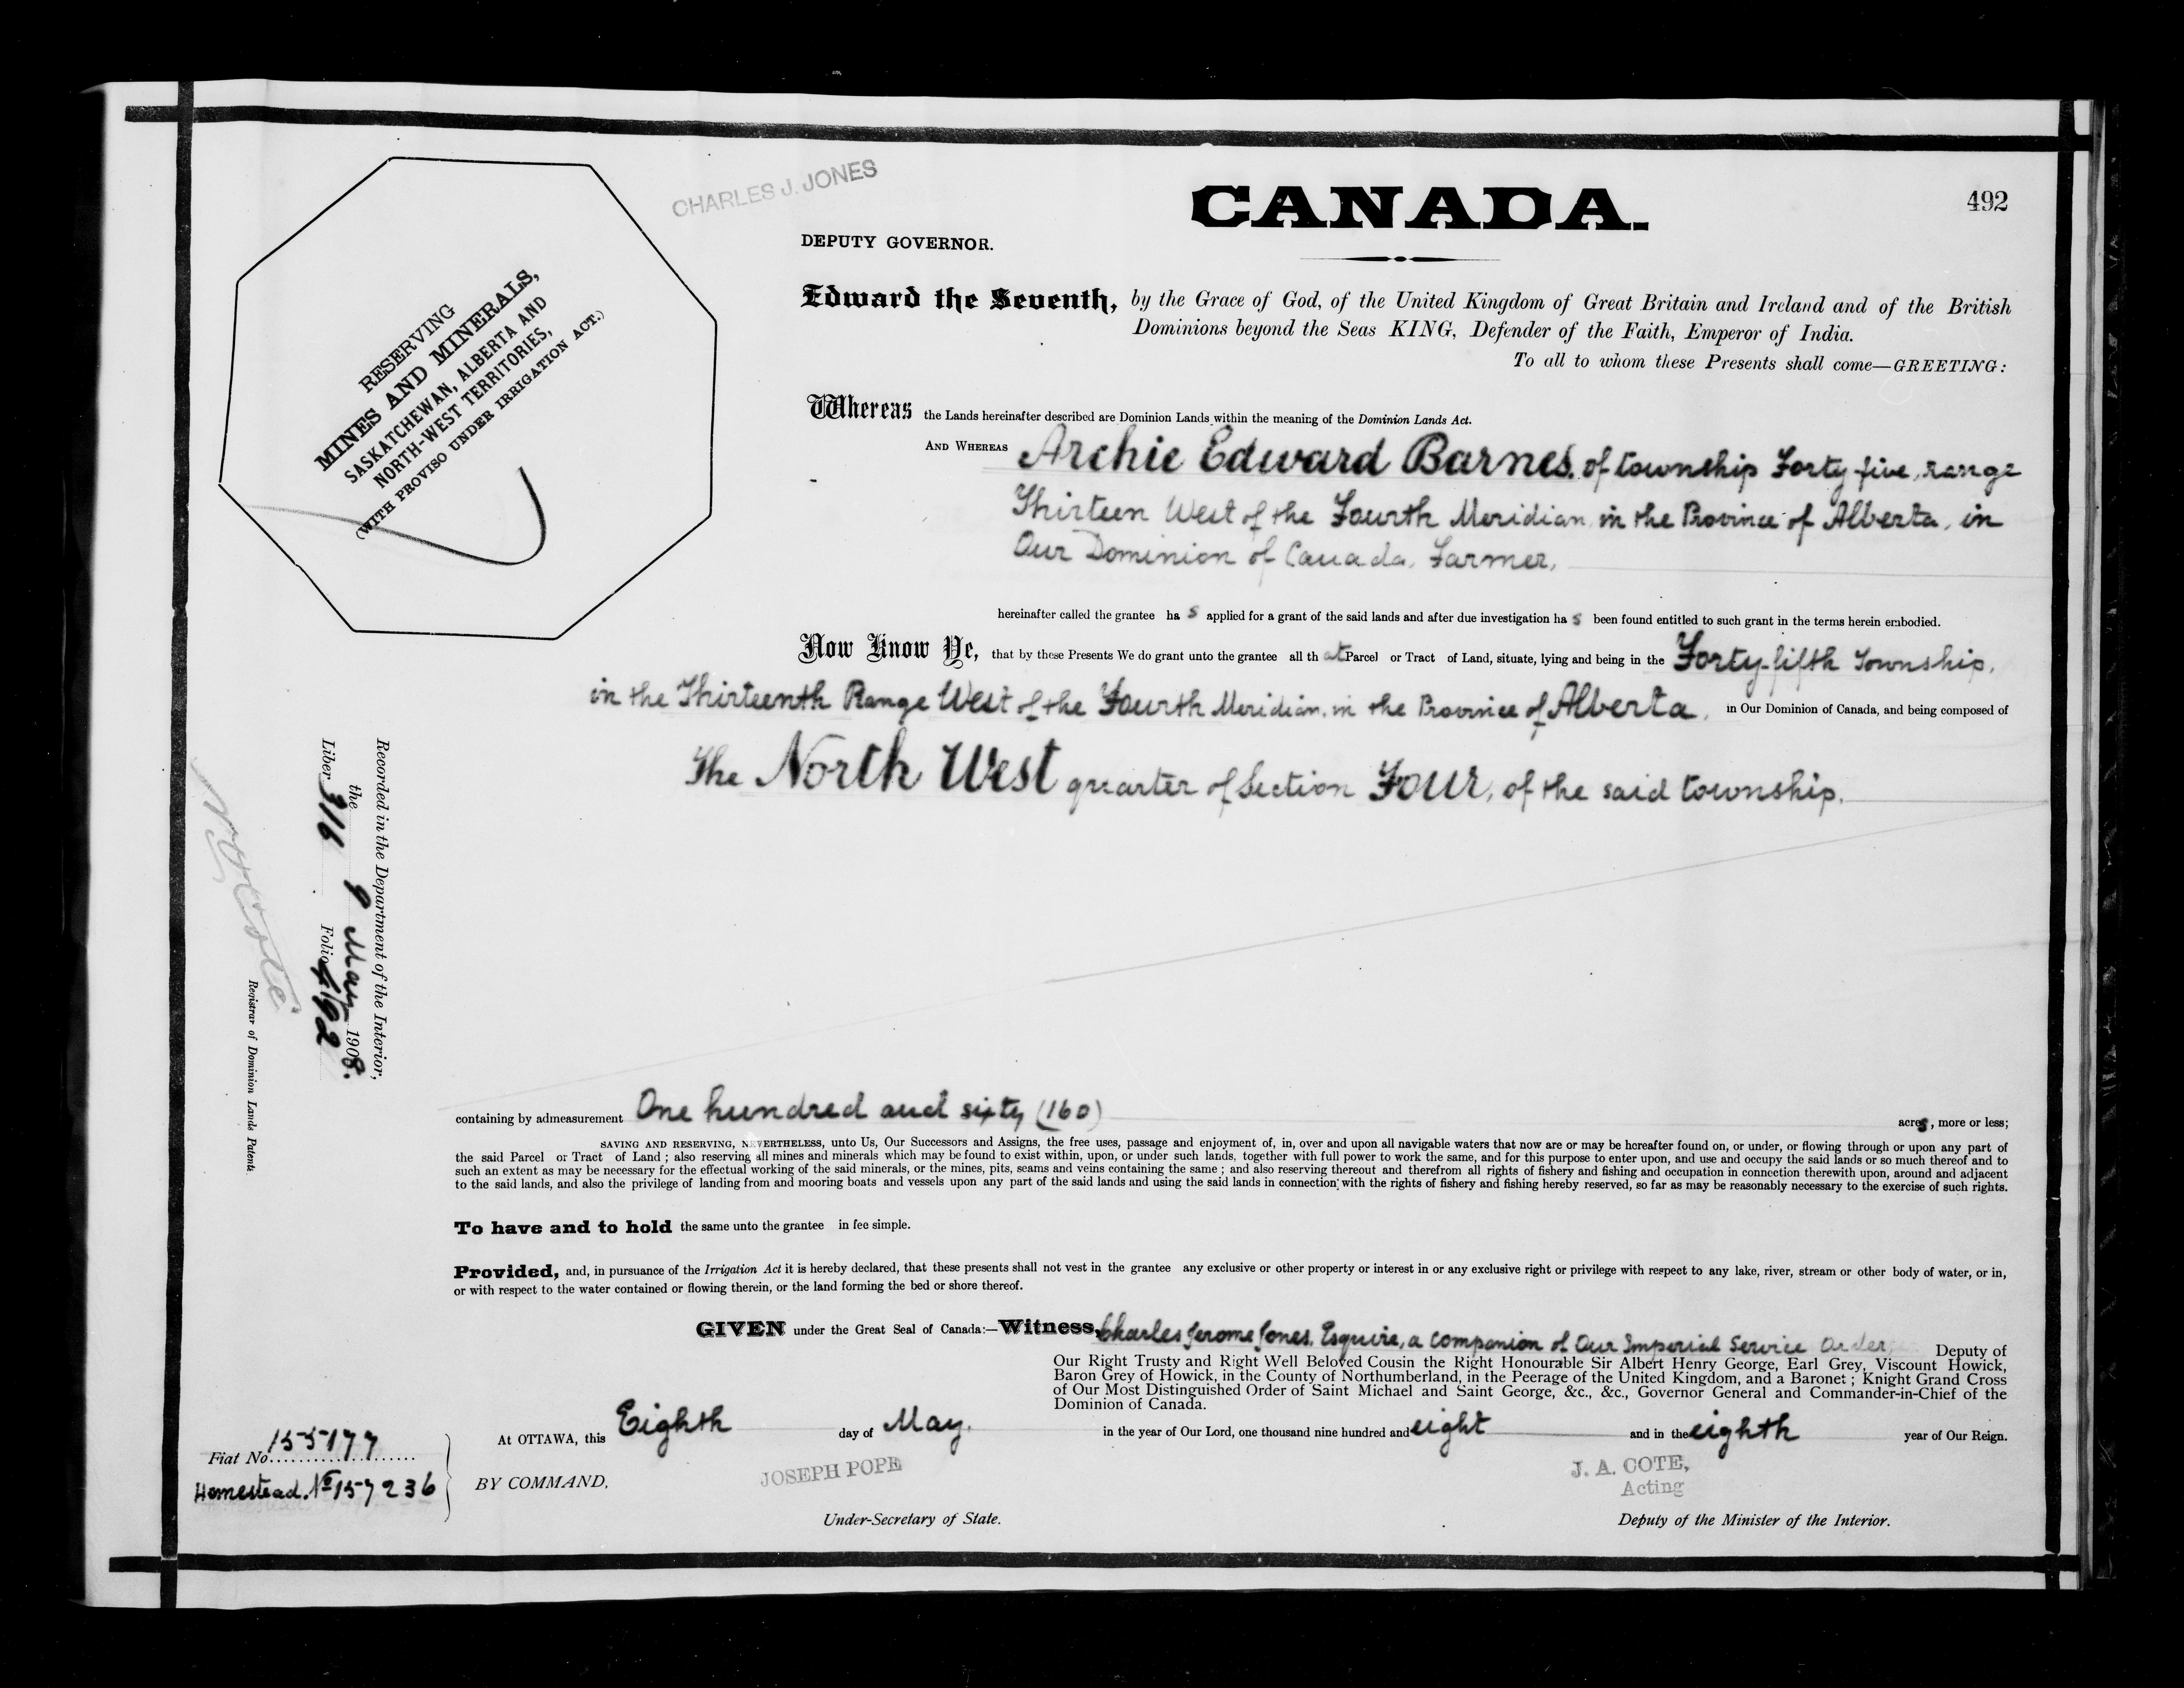 CHARLES J. JONES
CANADA.
492
DEPUTY GOVERNOR.
RESERVING
MINES AND MINERALS,
SASKATCHEWAN, ALBERTA AND
NORTH-WEST TERRITORIES,
(WITH PROVISO UNDER IRRIGATION ACT.)
Edward the Seventh, by the Grace of God, of the United Kingdom of Great Britain and Ireland and of the British
Dominions beyond the Seas KING, Defender of the Faith, Emperor of India.
To all to whom these Presents shall come—GREETING:
Whereas the Lands hereinafter described are Dominion Lands within the meaning of the Dominion Lands Act.
AND WHEREAS Archie Edward Barnes, of township Forty-five, range
Thirteen West of the Fourth Meridian, in the Province of Alberta, in
Our Dominion of Canada, Farmer,
hereinafter called the grantee has applied for a grant of the said lands and after due investigation has been found entitled to such grant in the terms herein embodied.
Now Know Ye, that by these Presents We do grant unto the grantee all that Parcel or Tract of Land, situate, lying and being in the Forty-fifth Township,
in the Thirteenth Range West of the Fourth Meridian, in the Province of Alberta, in Our Dominion of Canada, and being composed of
The North West quarter of Section Four, of the said township.
Recorded in the Department of the Interior,
the 9 May 1908.
Liber 316 Folio 492
Registrar of Dominion Lands Patents
containing by admeasurement One hundred and sixty (160) acres, more or less;
SAVING AND RESERVING, NEVERTHELESS, unto Us, Our Successors and Assigns, the free uses, passage and enjoyment of, in, over and upon all navigable waters that now are or may be hereafter found on, or under, or flowing through or upon any part of
the said Parcel or Tract of Land; also reserving all mines and minerals which may be found to exist within, upon, or under such lands, together with full power to work the same, and for this purpose to enter upon, and use and occupy the said lands or so much thereof and to
such an extent as may be necessary for the effectual working of the said minerals, or the mines, pits, seams and veins containing the same; and also reserving thereout and therefrom all rights of fishery and fishing and occupation in connection therewith upon, around and adjacent
to the said lands, and also the privilege of landing from and mooring boats and vessels upon any part of the said lands and using the said lands in connection with the rights of fishery and fishing hereby reserved, so far as may be reasonably necessary to the exercise of such rights.
To have and to hold the same unto the grantee in fee simple.
Provided, and, in pursuance of the Irrigation Act it is hereby declared, that these presents shall not vest in the grantee any exclusive or other property or interest in or any exclusive right or privilege with respect to any lake, river, stream or other body of water, or in,
or with respect to the water contained or flowing therein, or the land forming the bed or shore thereof.
GIVEN under the Great Seal of Canada:—Witness, Charles Jerome Jones, Esquire, a companion of Our Imperial Service Order, Deputy of
Our Right Trusty and Right Well Beloved Cousin the Right Honourable Sir Albert Henry George, Earl Grey, Viscount Howick,
Baron Grey of Howick, in the County of Northumberland, in the Peerage of the United Kingdom, and a Baronet; Knight Grand Cross
of Our Most Distinguished Order of Saint Michael and Saint George, &c., &c., Governor General and Commander-in-Chief of the
Dominion of Canada.
At OTTAWA, this Eighth day of May. in the year of Our Lord, one thousand nine hundred and eight and in the eighth year of Our Reign.
Fiat No. 155177
Homestead. No 157236
BY COMMAND,
JOSEPH POPE
Under-Secretary of State.
J. A. COTE,
Acting
Deputy of the Minister of the Interior.